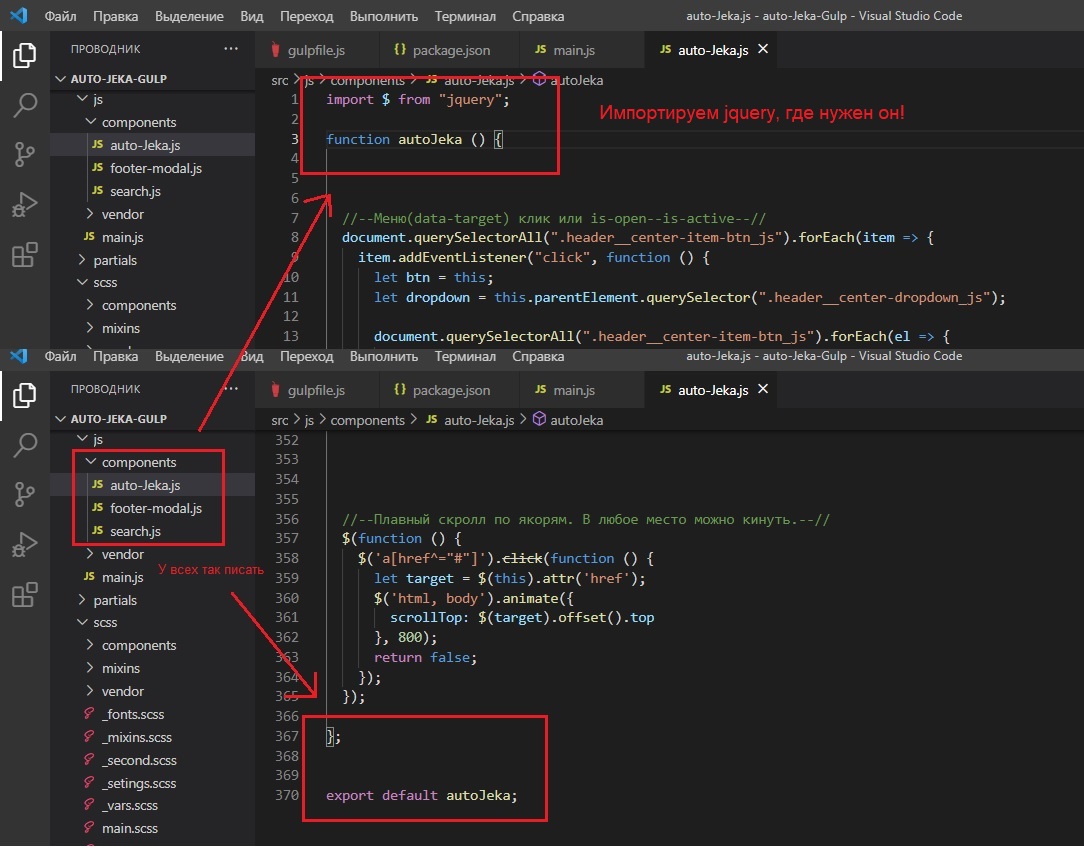 Файл Правка Выделение Вид Переход Выполнить Терминал Справка auto-Jeka.js - auto-Jeka-Gulp - Visual Studio Code
ПРОВОДНИК ···
AUTO-JEKA-GULP
js
components
JS auto-Jeka.js
JS footer-modal.js
JS search.js
vendor
JS main.js
partials
scss
components
mixins
gulpfile.js {} package.json JS main.js JS auto-Jeka.js ×
src > js > components > JS auto-Jeka.js > autoJeka
1 import $ from "jquery";
Импортируем jquery, где нужен он!
2
3 function autoJeka () {
4
5
6
7 //--Меню(data-target) клик или is-open--is-active--//
8 document.querySelectorAll(".header__center-item-btn_js").forEach(item => {
9 item.addEventListener("click", function () {
10 let btn = this;
11 let dropdown = this.parentElement.querySelector(".header__center-dropdown_js");
12
13 document.querySelectorAll(".header__center-item-btn_js").forEach(el => {
Файл Правка Выделение Вид Переход Выполнить Терминал Справка auto-Jeka.js - auto-Jeka-Gulp - Visual Studio Code
ПРОВОДНИК ···
AUTO-JEKA-GULP
js
components
JS auto-Jeka.js
JS footer-modal.js
JS search.js
vendor
У всех так писать
JS main.js
partials
scss
components
mixins
vendor
_fonts.scss
_mixins.scss
_second.scss
_setings.scss
_vars.scss
main.scss
gulpfile.js {} package.json JS main.js JS auto-Jeka.js ×
src > js > components > JS auto-Jeka.js > autoJeka
352
353
354
355
356 //--Плавный скролл по якорям. В любое место можно кинуть.--//
357 $(function () {
358 $('a[href^="#"]').click(function () {
359 let target = $(this).attr('href');
360 $('html, body').animate({
361 scrollTop: $(target).offset().top
362 }, 800);
363 return false;
364 });
365 });
366
367 };
368
369
370 export default autoJeka;